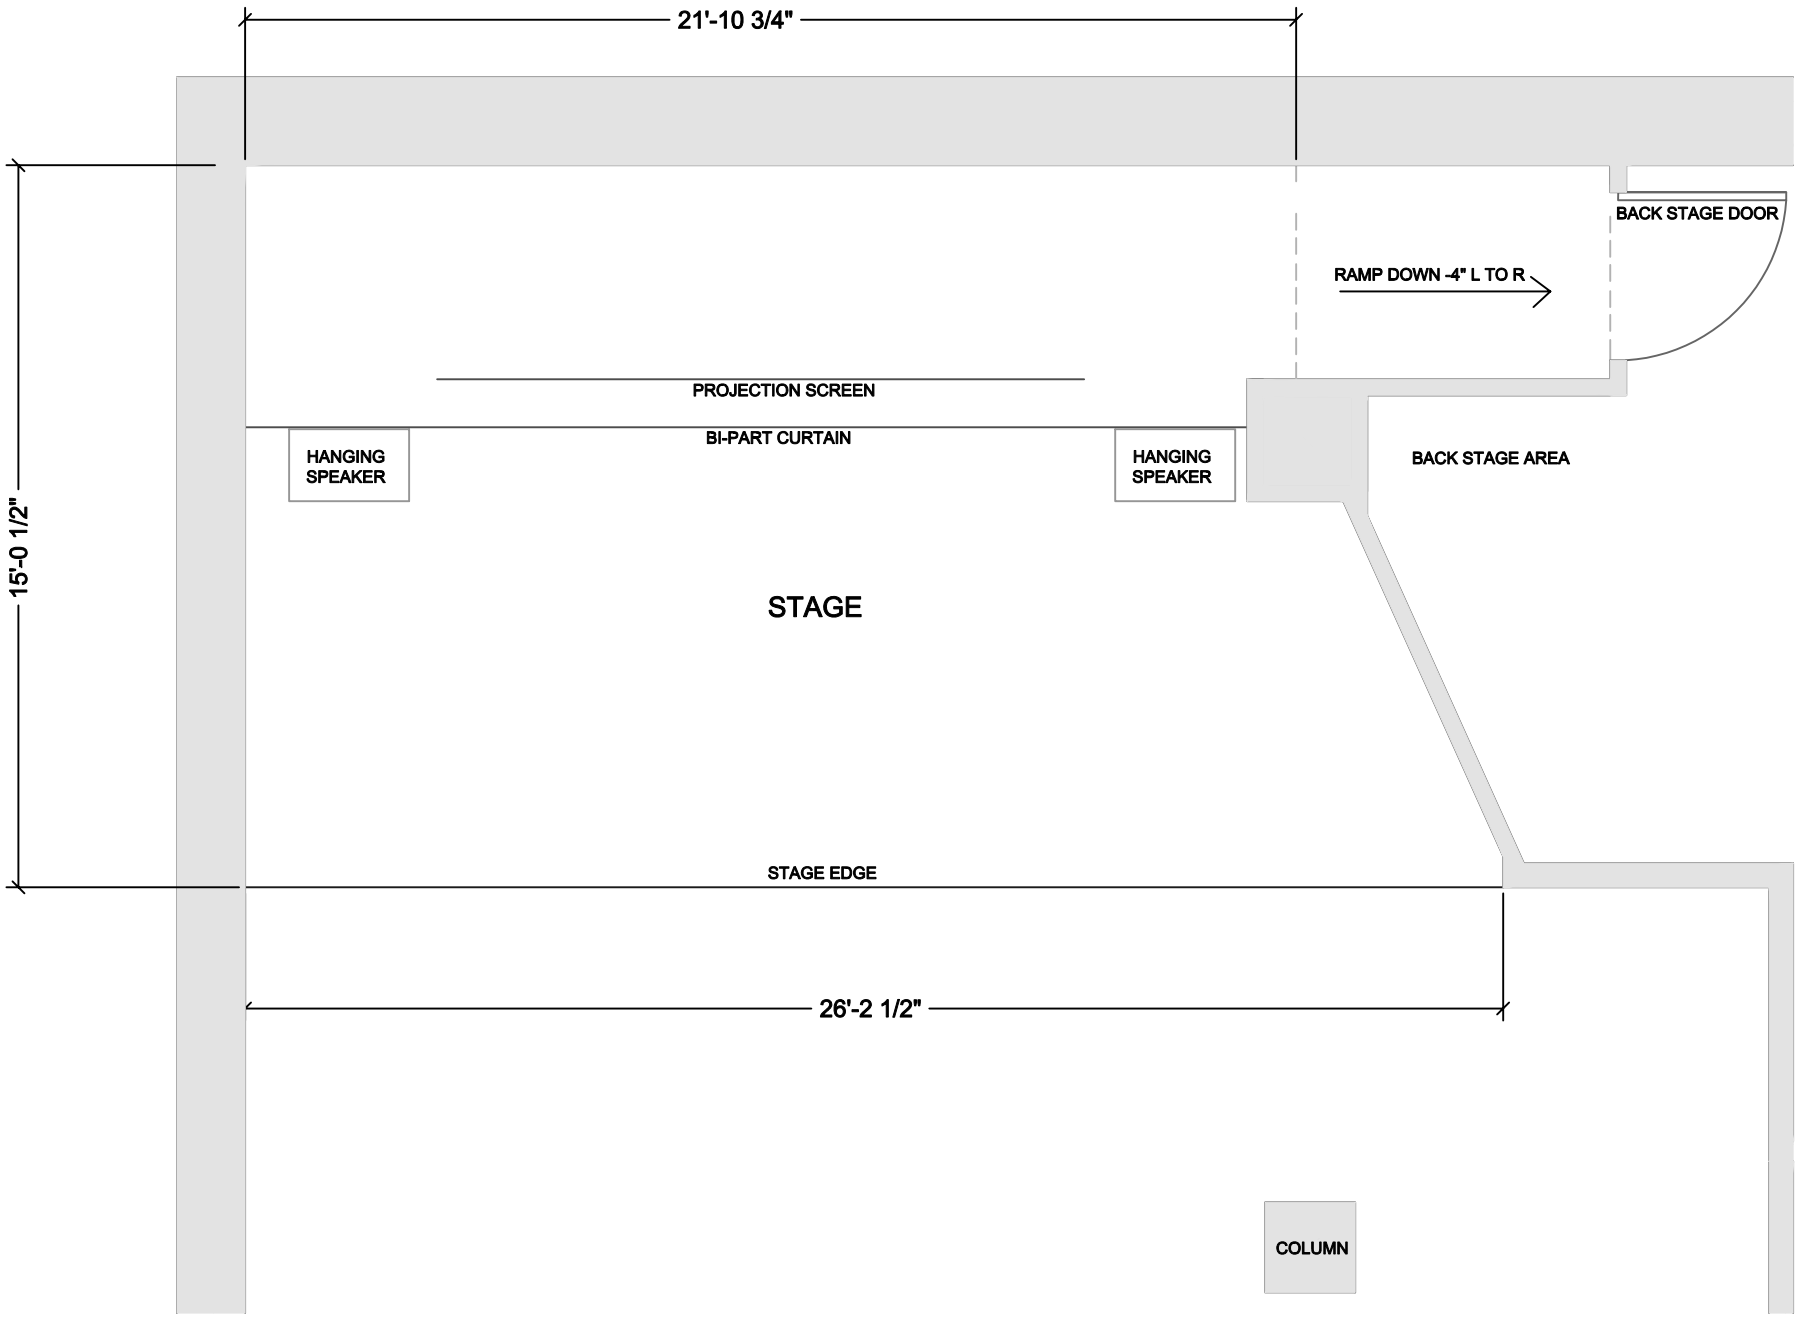 21'-10 3/4"
BACK STAGE DOOR
RAMP DOWN -4" L TO R
PROJECTION SCREEN
BI-PART CURTAIN
HANGING
SPEAKER
HANGING
SPEAKER
BACK STAGE AREA
15'-0 1/2"
STAGE
STAGE EDGE
26'-2 1/2"
COLUMN